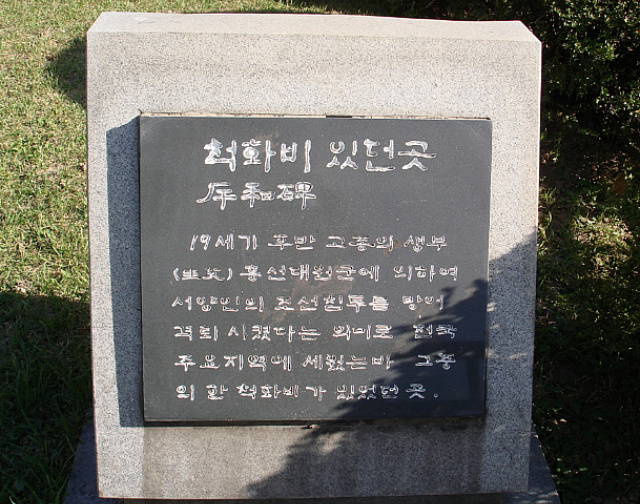 척화비 있던곳
斥和碑
19세기 후반 고종의 생부
(生父) 흥선대원군에 의하여
서양인의 조선침투를 방어
격퇴 시켰다는 의미로 전국
주요지역에 세웠는바 그중
의 한 척화비가 있었던 곳.